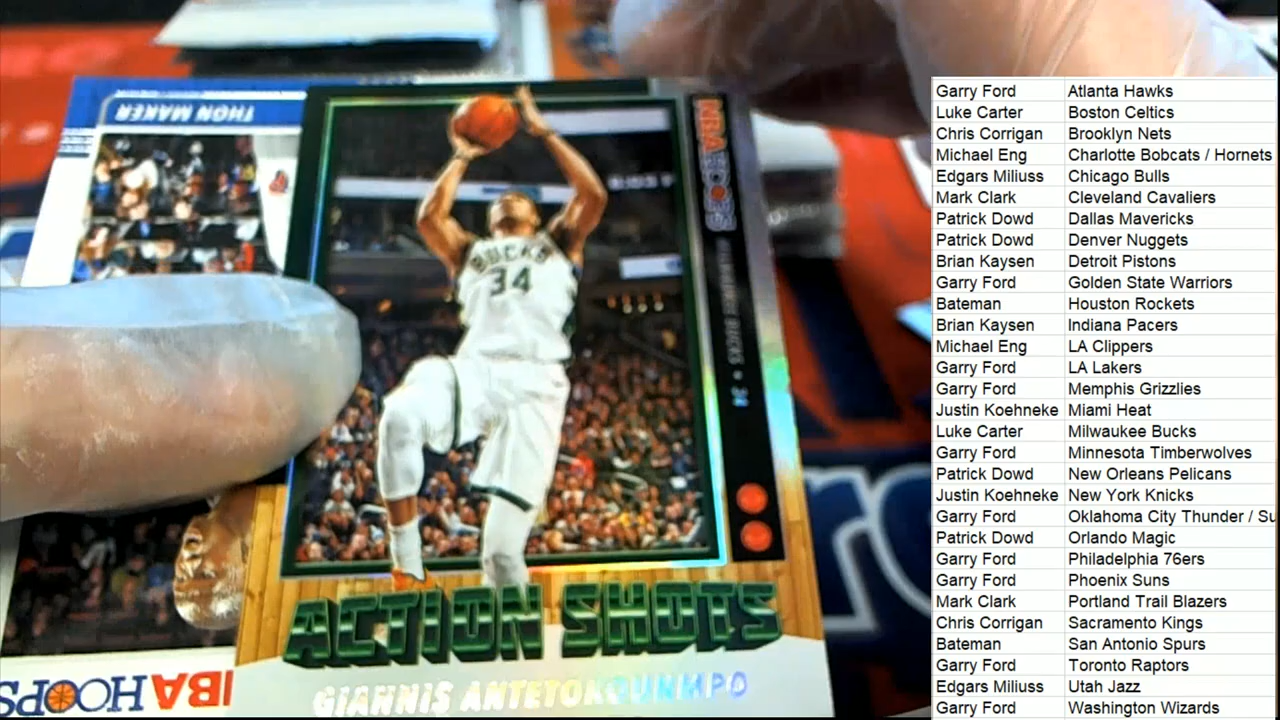 THON MAKER
NBA HOOPS
MILWAUKEE BUCKS • 34
BUCKS
34
ACTION SHOTS
GIANNIS ANTETOKOUNMPO
NBA HOOPS
Garry Ford Atlanta Hawks
Luke Carter Boston Celtics
Chris Corrigan Brooklyn Nets
Michael Eng Charlotte Bobcats / Hornets
Edgars Miliuss Chicago Bulls
Mark Clark Cleveland Cavaliers
Patrick Dowd Dallas Mavericks
Patrick Dowd Denver Nuggets
Brian Kaysen Detroit Pistons
Garry Ford Golden State Warriors
Bateman Houston Rockets
Brian Kaysen Indiana Pacers
Michael Eng LA Clippers
Garry Ford LA Lakers
Garry Ford Memphis Grizzlies
Justin Koehneke Miami Heat
Luke Carter Milwaukee Bucks
Garry Ford Minnesota Timberwolves
Patrick Dowd New Orleans Pelicans
Justin Koehneke New York Knicks
Garry Ford Oklahoma City Thunder / Su
Patrick Dowd Orlando Magic
Garry Ford Philadelphia 76ers
Garry Ford Phoenix Suns
Mark Clark Portland Trail Blazers
Chris Corrigan Sacramento Kings
Bateman San Antonio Spurs
Garry Ford Toronto Raptors
Edgars Miliuss Utah Jazz
Garry Ford Washington Wizards